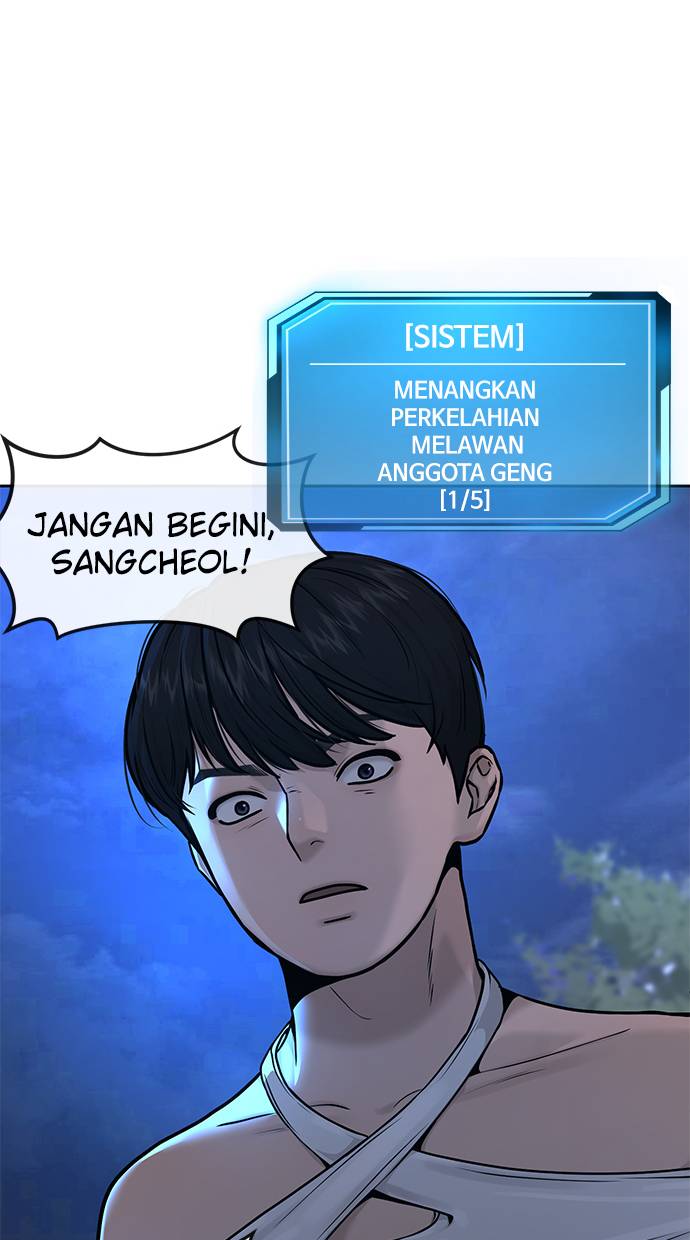 [SISTEM]
MENANGKAN
PERKELAHIAN
MELAWAN
ANGGOTA GENG
[1/5]
JANGAN BEGINI,
SANGCHEOL!